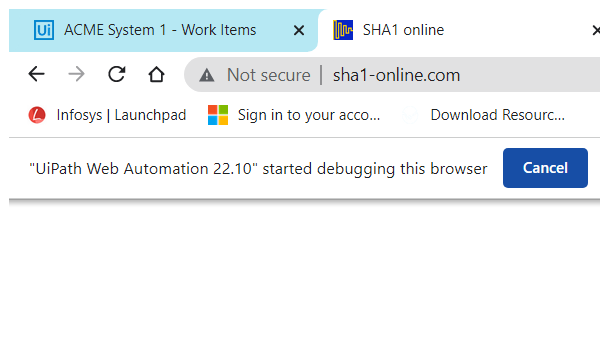 Ui ACME System 1 - Work Items SHA1 online
Not secure | sha1-online.com
Infosys | Launchpad Sign in to your acco... Download Resourc...
"UiPath Web Automation 22.10" started debugging this browser Cancel